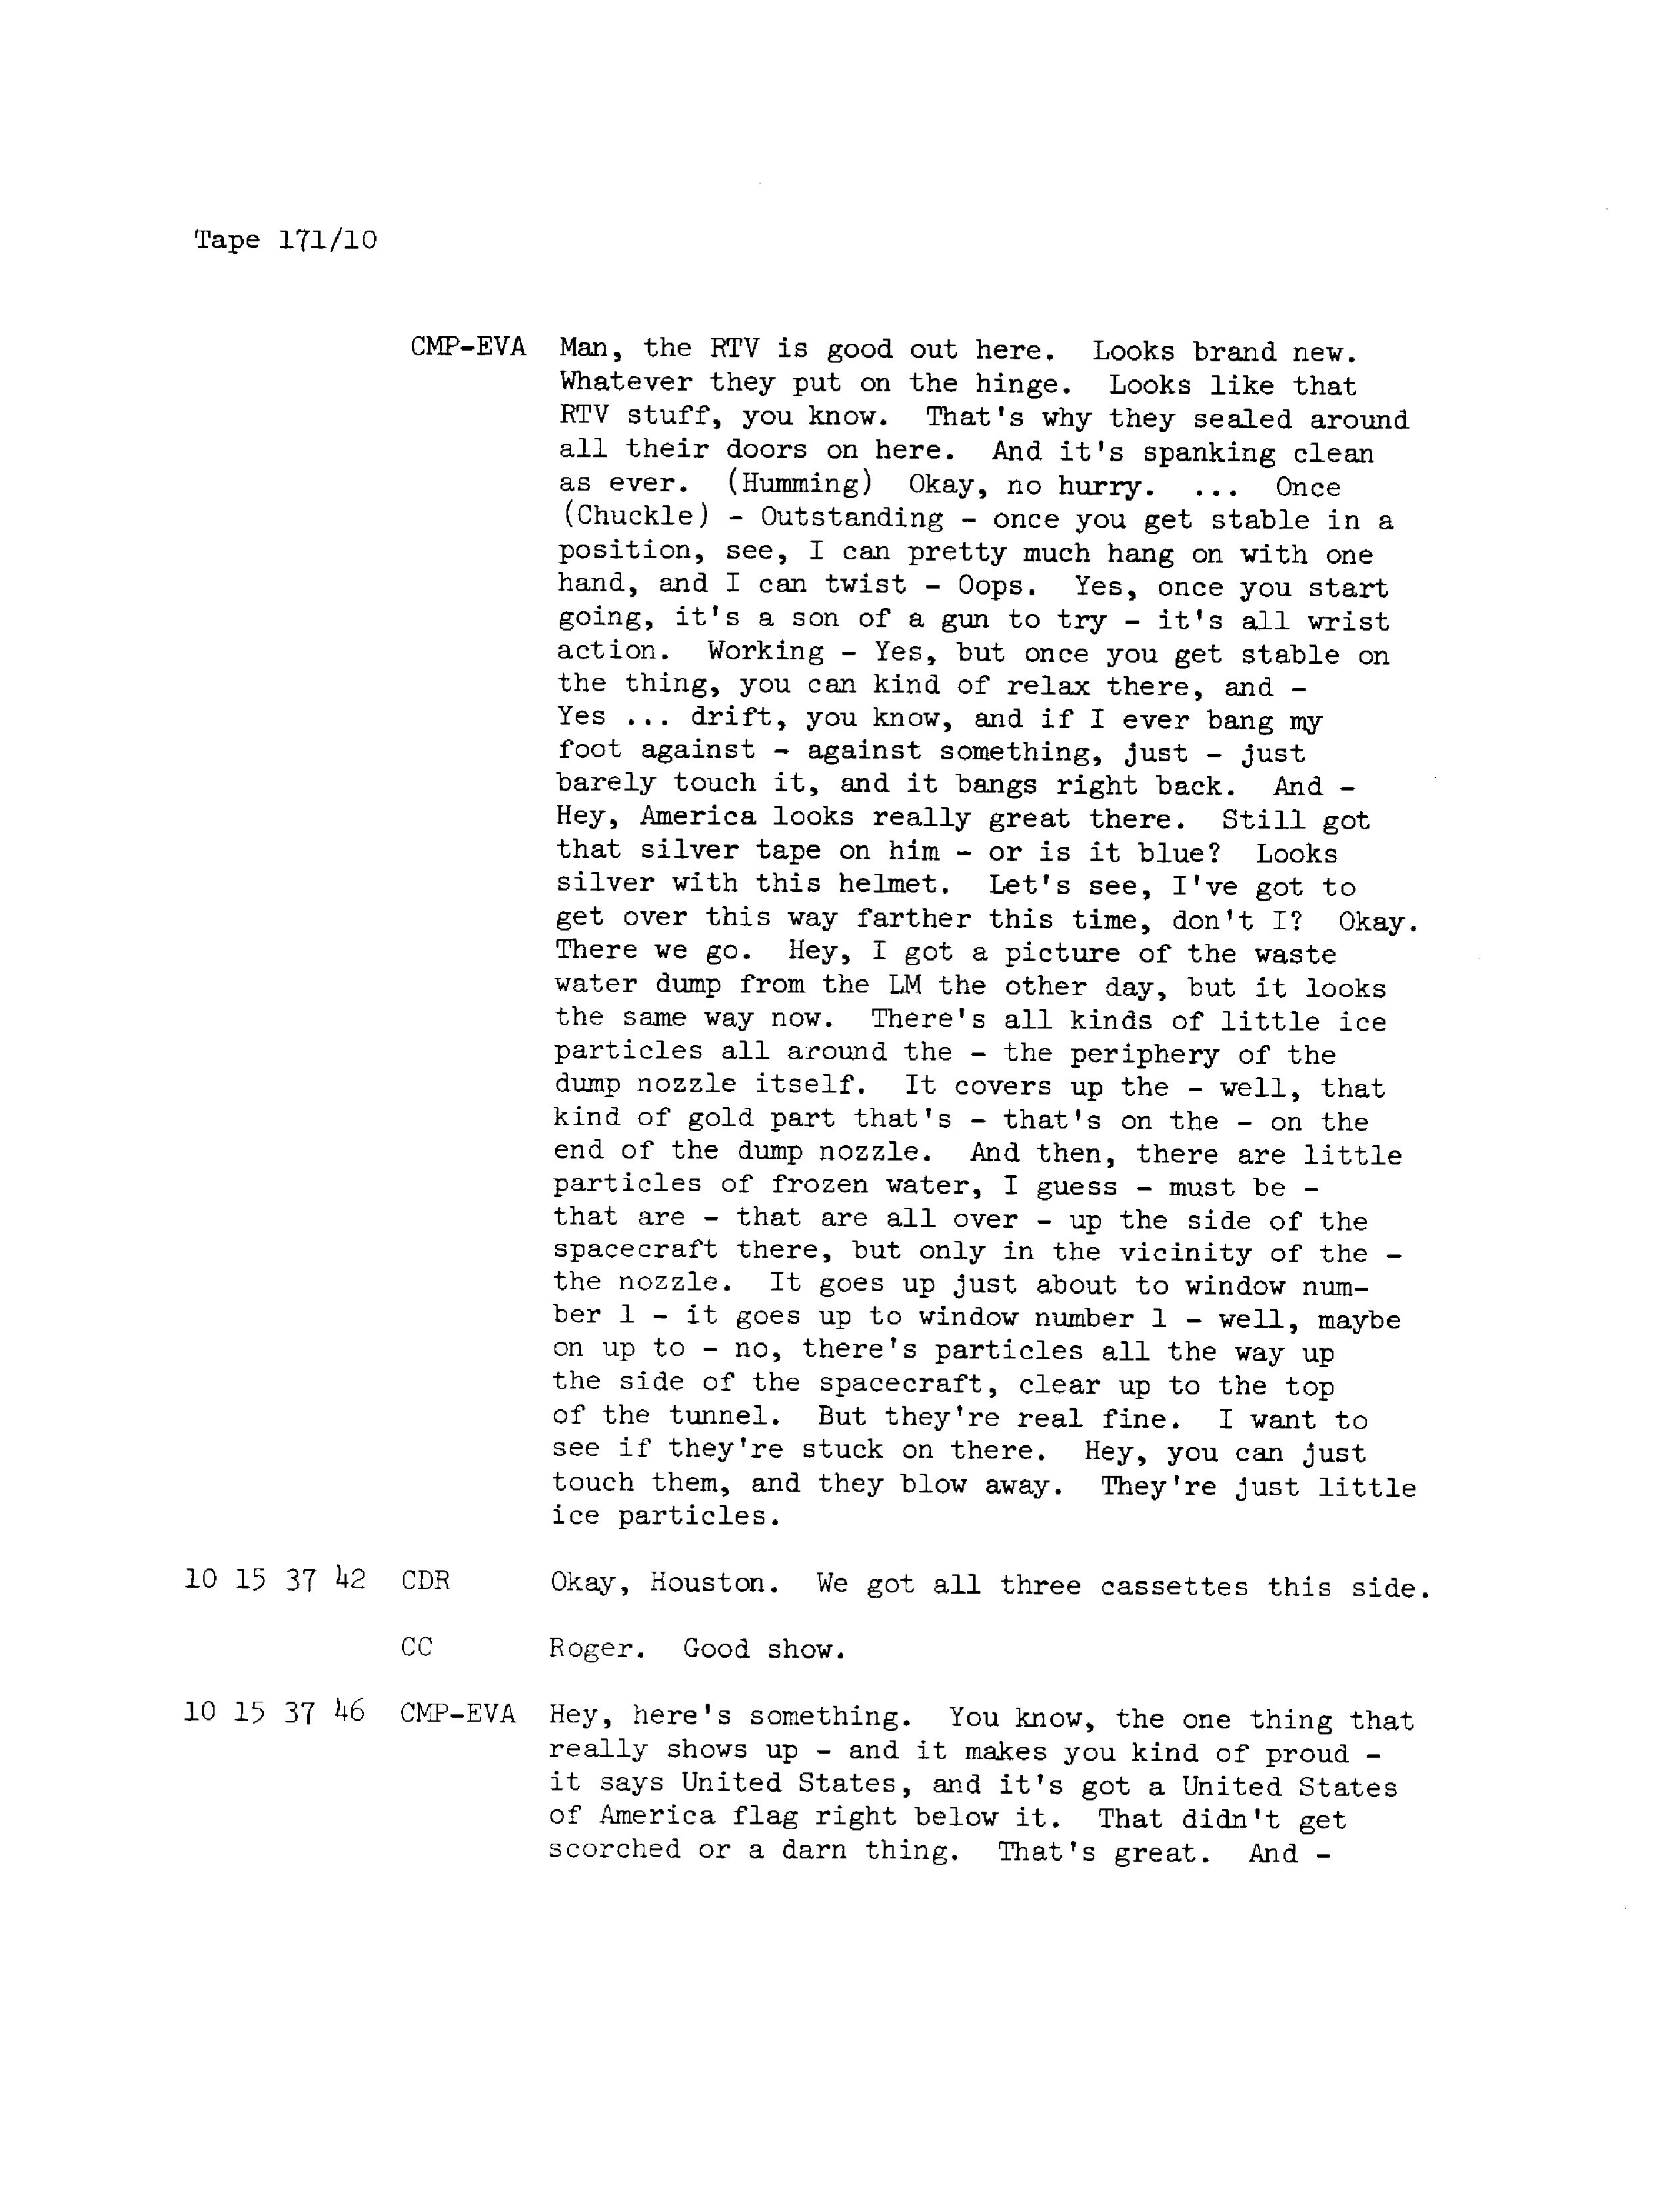 Tape 171/10
CMP-EVA Man, the RTV is good out here. Looks brand new.
Whatever they put on the hinge. Looks like that
RTV stuff, you know. That's why they sealed around
all their doors on here. And it's spanking clean
as ever. (Humming) Okay, no hurry. ... Once
(Chuckle) - Outstanding - once you get stable in a
position, see, I can pretty much hang on with one
hand, and I can twist - Oops. Yes, once you start
going, it's a son of a gun to try - it's all wrist
action. Working - Yes, but once you get stable on
the thing, you can kind of relax there, and -
Yes ... drift, you know, and if I ever bang my
foot against - against something, just - just
barely touch it, and it bangs right back. And -
Hey, America looks really great there. Still got
that silver tape on him - or is it blue? Looks
silver with this helmet. Let's see, I've got to
get over this way farther this time, don't I? Okay.
There we go. Hey, I got a picture of the waste
water dump from the LM the other day, but it looks
the same way now. There's all kinds of little ice
particles all around the - the periphery of the
dump nozzle itself. It covers up the - well, that
kind of gold part that's - that's on the - on the
end of the dump nozzle. And then, there are little
particles of frozen water, I guess - must be -
that are - that are all over - up the side of the
spacecraft there, but only in the vicinity of the -
the nozzle. It goes up just about to window num-
ber 1 - it goes up to window number 1 - well, maybe
on up to - no, there's particles all the way up
the side of the spacecraft, clear up to the top
of the tunnel. But they're real fine. I want to
see if they're stuck on there. Hey, you can just
touch them, and they blow away. They're just little
ice particles.
10 15 37 42 CDR Okay, Houston. We got all three cassettes this side.
CC Roger. Good show.
10 15 37 46 CMP-EVA Hey, here's something. You know, the one thing that
really shows up - and it makes you kind of proud -
it says United States, and it's got a United States
of America flag right below it. That didn't get
scorched or a darn thing. That's great. And -